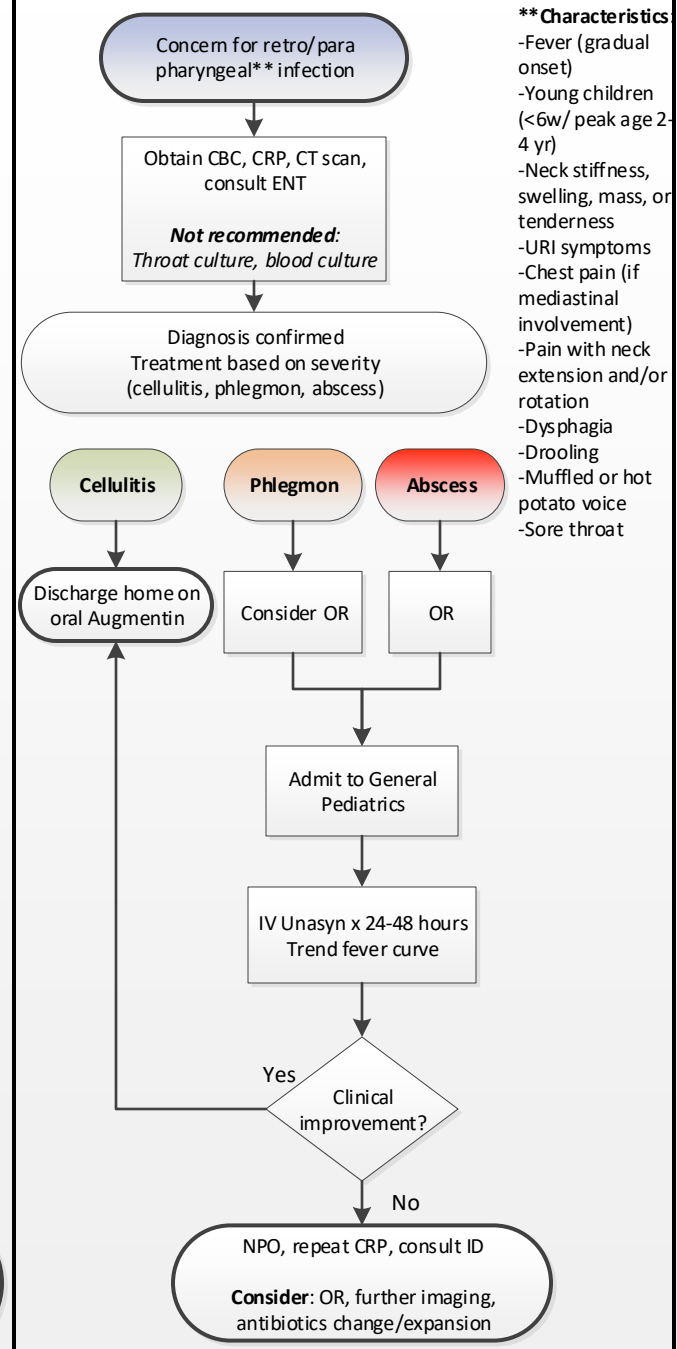 Concern for retro/para
pharyngeal** infection
Obtain CBC, CRP, CT scan,
consult ENT
Not recommended:
Throat culture, blood culture
Diagnosis confirmed
Treatment based on severity
(cellulitis, phlegmon, abscess)
**Characteristics:
-Fever (gradual
onset)
-Young children
(<6w/ peak age 2-
4 yr)
-Neck stiffness,
swelling, mass, or
tenderness
-URI symptoms
-Chest pain (if
mediastinal
involvement)
-Pain with neck
extension and/or
rotation
-Dysphagia
-Drooling
-Muffled or hot
potato voice
-Sore throat
Cellulitis
Phlegmon
Abscess
Discharge home on
oral Augmentin
Consider OR
OR
Admit to General
Pediatrics
IV Unasyn x 24-48 hours
Trend fever curve
Yes
Clinical
improvement?
No
NPO, repeat CRP, consult ID
Consider: OR, further imaging,
antibiotics change/expansion